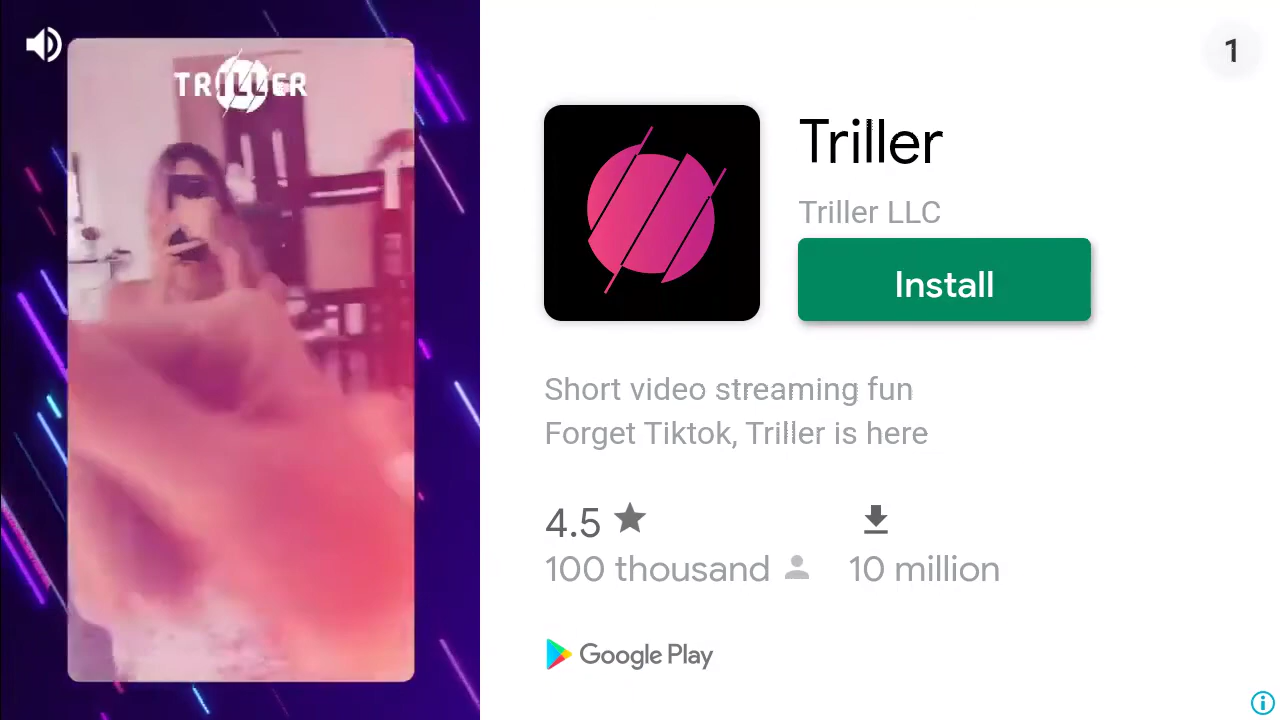 TRILLER
1
Triller
Triller LLC
Install
Short video streaming fun
Forget Tiktok, Triller is here
4.5
100 thousand
10 million
Google Play